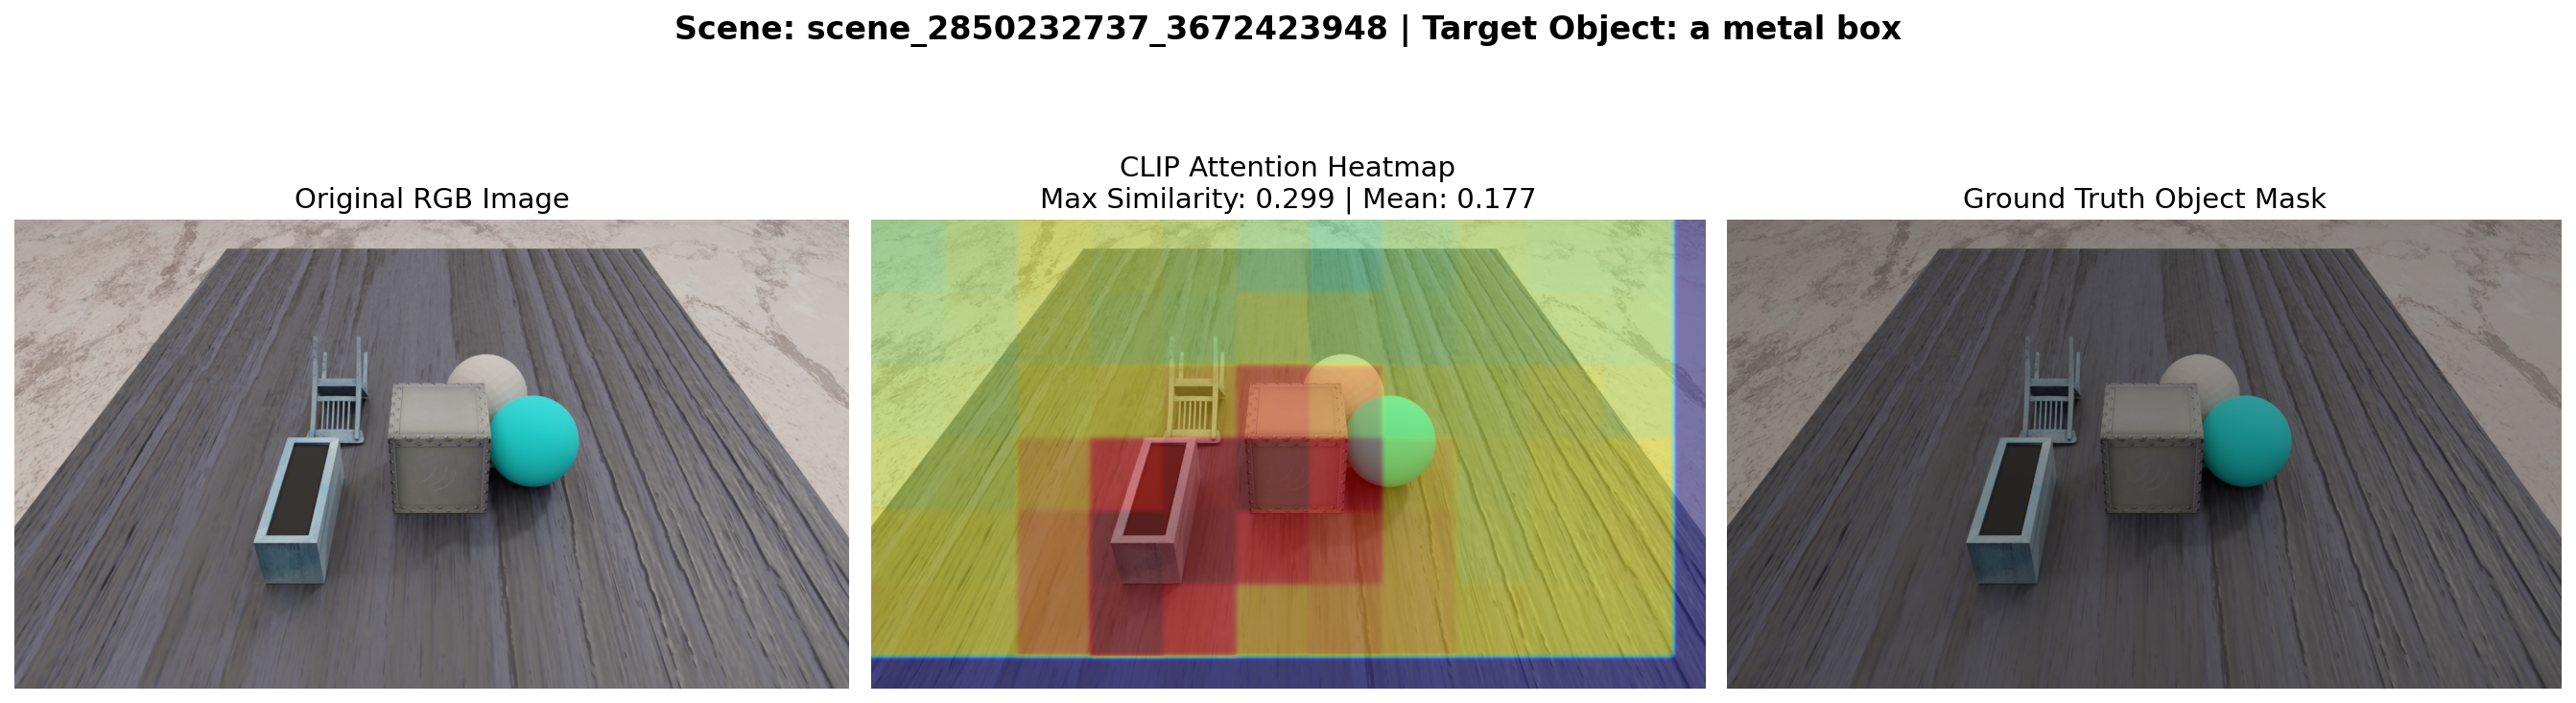 Scene: scene_2850232737_3672423948 | Target Object: a metal box
Original RGB Image
CLIP Attention Heatmap
Max Similarity: 0.299 | Mean: 0.177
Ground Truth Object Mask